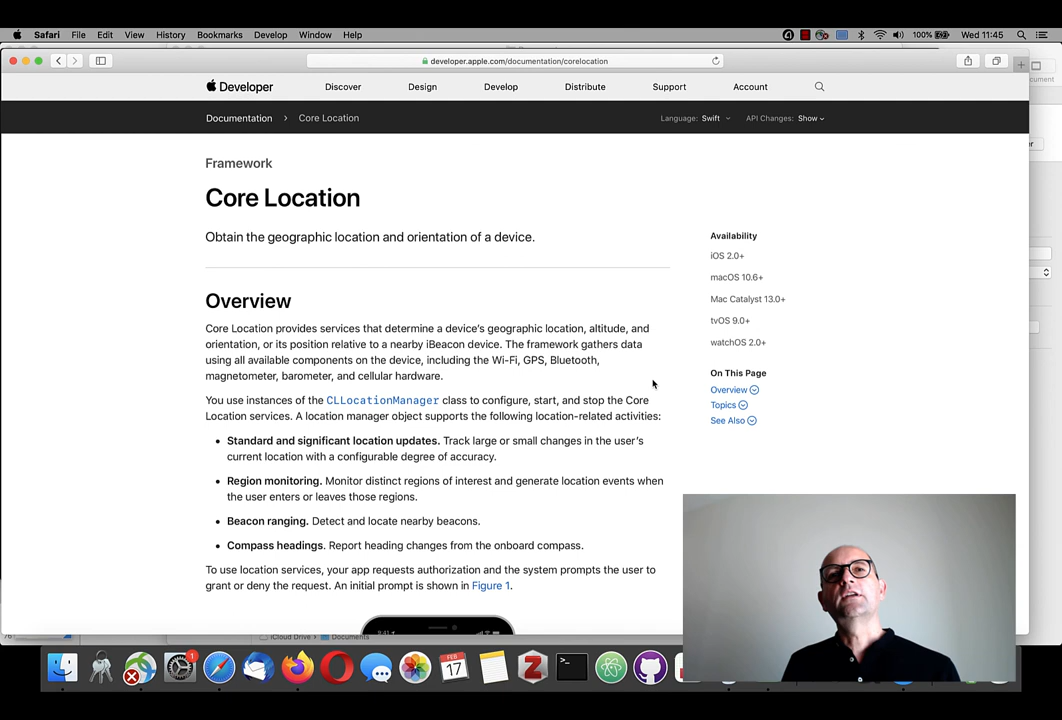 Safari File Edit View History Bookmarks Develop Window Help 100% Wed 11:45
developer.apple.com/documentation/corelocation
Developer Discover Design Develop Distribute Support Account
Documentation > Core Location Language: Swift API Changes: Show
Framework
Core Location
Obtain the geographic location and orientation of a device.
Overview
Core Location provides services that determine a device's geographic location, altitude, and
orientation, or its position relative to a nearby iBeacon device. The framework gathers data
using all available components on the device, including the Wi-Fi, GPS, Bluetooth,
magnetometer, barometer, and cellular hardware.
You use instances of the CLLocationManager class to configure, start, and stop the Core
Location services. A location manager object supports the following location-related activities:
• Standard and significant location updates. Track large or small changes in the user's
current location with a configurable degree of accuracy.
• Region monitoring. Monitor distinct regions of interest and generate location events when
the user enters or leaves those regions.
• Beacon ranging. Detect and locate nearby beacons.
• Compass headings. Report heading changes from the onboard compass.
To use location services, your app requests authorization and the system prompts the user to
grant or deny the request. An initial prompt is shown in Figure 1.
9:41
Availability
iOS 2.0+
macOS 10.6+
Mac Catalyst 13.0+
tvOS 9.0+
watchOS 2.0+
On This Page
Overview
Topics
See Also
iCloud Drive › Documents
1
FEB
17